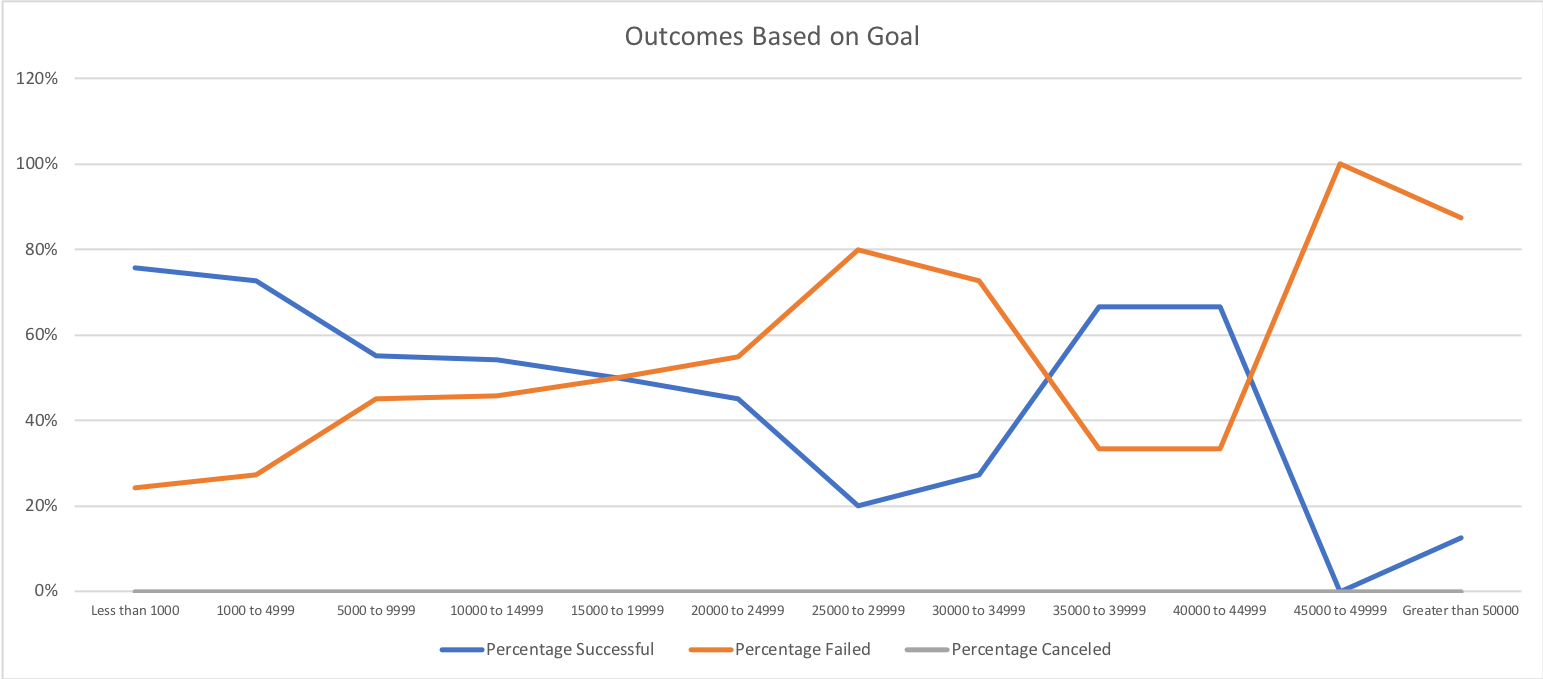 Outcomes Based on Goal
120%
100%
80%
60%
40%
20%
0%
Less than 1000 1000 to 4999 5000 to 9999 10000 to 14999 15000 to 19999 20000 to 24999 25000 to 29999 30000 to 34999 35000 to 39999 40000 to 44999 45000 to 49999 Greater than 50000
Percentage Successful Percentage Failed Percentage Canceled